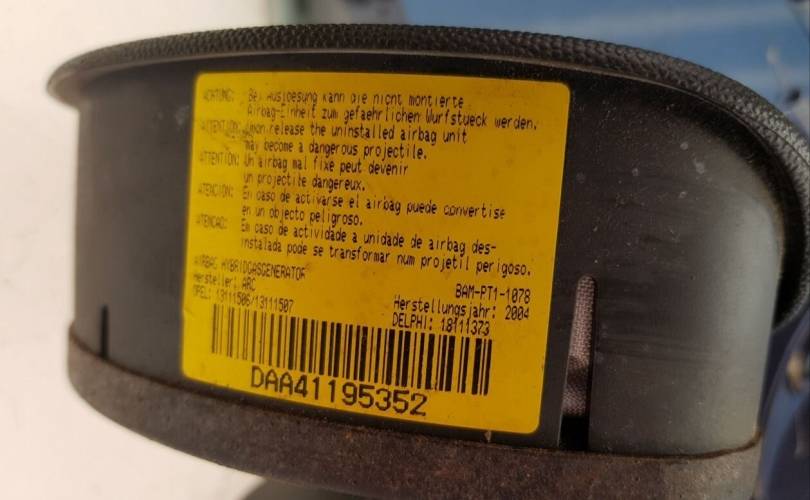 ACHTUNG: Bei Ausloesung kann die nicht montierte
Airbag-Einheit zum gefaehrlichen Wurfstueck werden.
ATTENTION: Upon release the uninstalled airbag unit
may become a dangerous projectile.
ATTENTION: Un airbag mal fixe peut devenir
un projectile dangereux.
ATENCION: En caso de activarse el airbag puede convertise
en un objecto peligroso.
ATENCAO: Em caso de actividade a unidade de airbag des-
instalada pode se transformar num projetil perigoso.
AIRBAG HYBRIDGASGENERATOR
BAM-PT1-1078
Hersteller: ARC
Herstellungsjahr: 2004
OPEL: 13111506/13111507
DELPHI: 18111373
DAA41195352